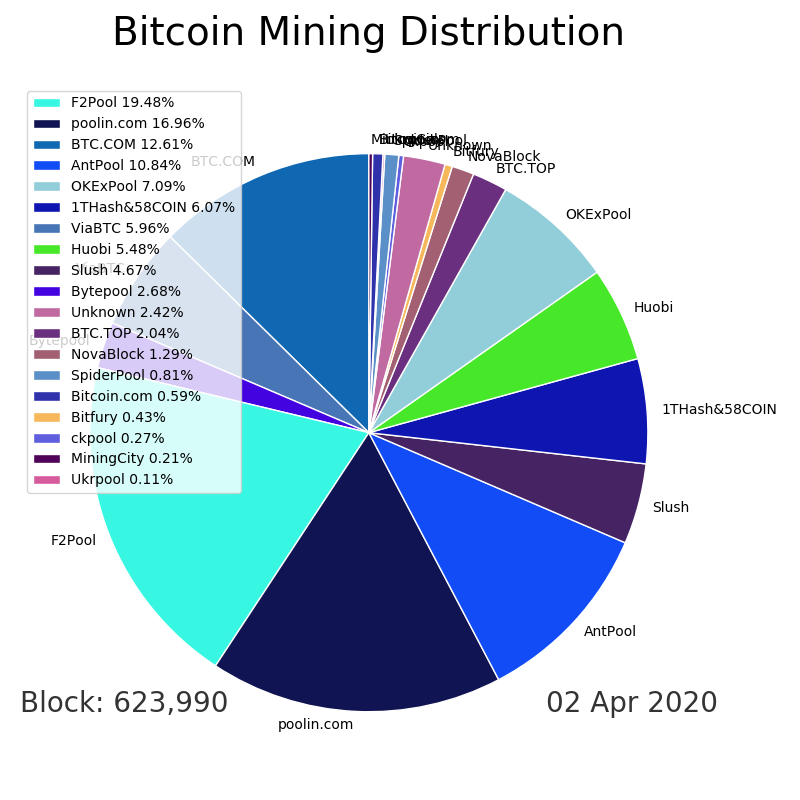 Bitcoin Mining Distribution
F2Pool 19.48%
poolin.com 16.96%
BTC.COM 12.61%
AntPool 10.84%
OKExPool 7.09%
1THash&58COIN 6.07%
ViaBTC 5.96%
Huobi 5.48%
Slush 4.67%
Bytepool 2.68%
Unknown 2.42%
BTC.TOP 2.04%
NovaBlock 1.29%
SpiderPool 0.81%
Bitcoin.com 0.59%
Bitfury 0.43%
ckpool 0.27%
MiningCity 0.21%
Ukrpool 0.11%
Unknown
Bitfury
NovaBlock
BTC.TOP
OKExPool
Huobi
1THash&58COIN
Slush
AntPool
poolin.com
F2Pool
Bytepool
BTC.COM
Block: 623,990
02 Apr 2020